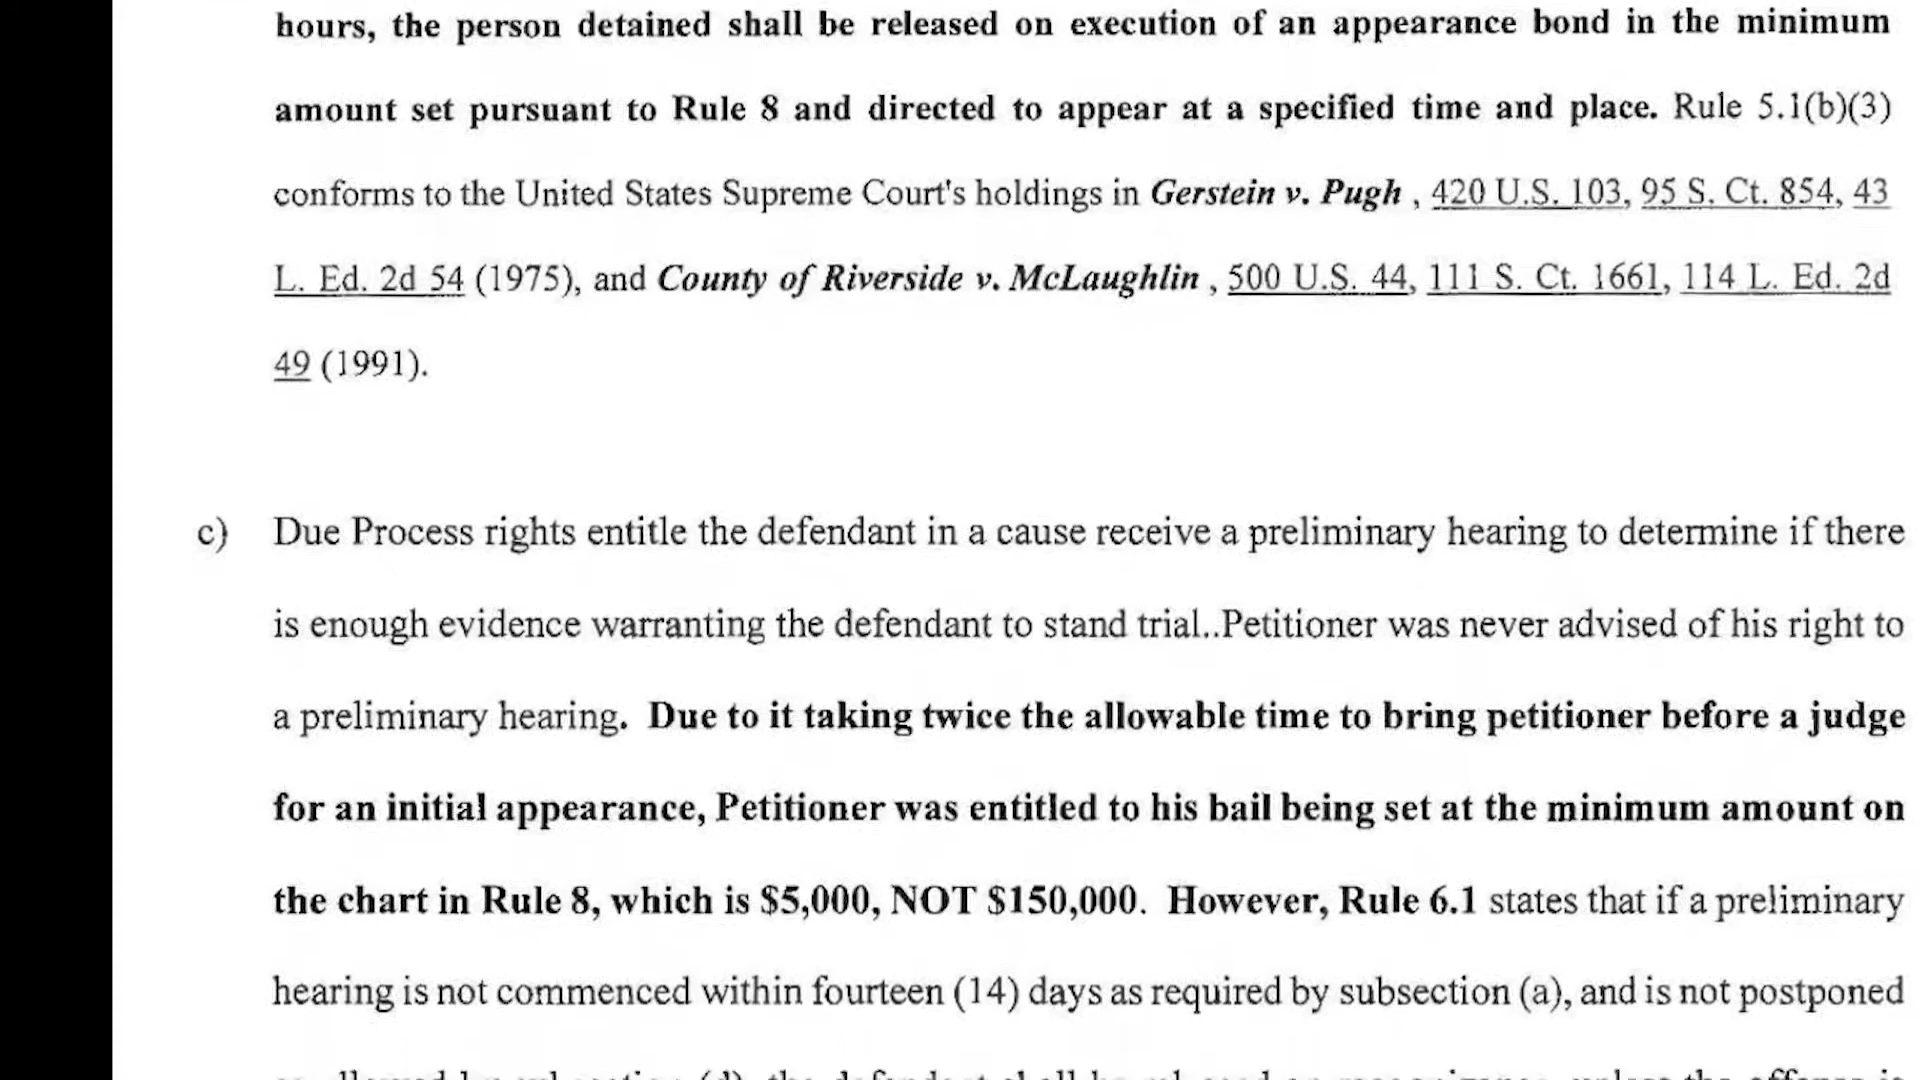 hours, the person detained shall be released on execution of an appearance bond in the minimum
amount set pursuant to Rule 8 and directed to appear at a specified time and place. Rule 5.1(b)(3)
conforms to the United States Supreme Court's holdings in Gerstein v. Pugh , 420 U.S. 103, 95 S. Ct. 854, 43
L. Ed. 2d 54 (1975), and County of Riverside v. McLaughlin , 500 U.S. 44, 111 S. Ct. 1661, 114 L. Ed. 2d
49 (1991).
c) Due Process rights entitle the defendant in a cause receive a preliminary hearing to determine if there
is enough evidence warranting the defendant to stand trial..Petitioner was never advised of his right to
a preliminary hearing. Due to it taking twice the allowable time to bring petitioner before a judge
for an initial appearance, Petitioner was entitled to his bail being set at the minimum amount on
the chart in Rule 8, which is $5,000, NOT $150,000. However, Rule 6.1 states that if a preliminary
hearing is not commenced within fourteen (14) days as required by subsection (a), and is not postponed